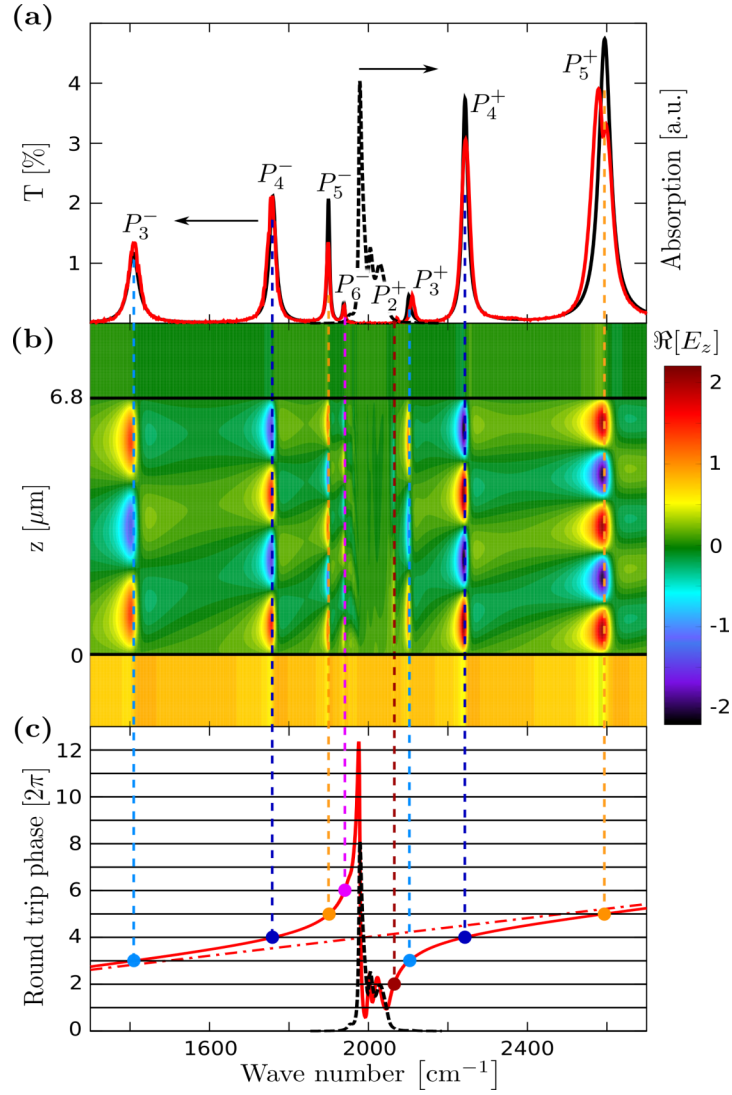 (a)
T [%]
4
3
2
1
P₃⁻
P₄⁻
P₅⁻
P₆⁻
P₂⁺
P₃⁺
P₄⁺
P₅⁺
Absorption [a.u.]
(b)
6.8
z [μm]
0
ℜ[E_z]
2
1
0
-1
-2
(c)
Round trip phase [2π]
12
10
8
6
4
2
0
1600 2000 2400
Wave number [cm⁻¹]